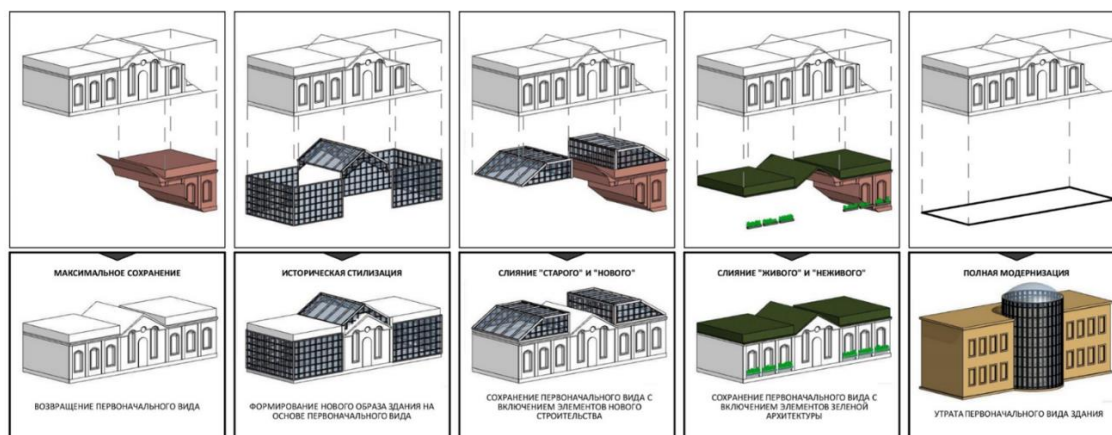 МАКСИМАЛЬНОЕ СОХРАНЕНИЕ
ВОЗВРАЩЕНИЕ ПЕРВОНАЧАЛЬНОГО ВИДА
ИСТОРИЧЕСКАЯ СТИЛИЗАЦИЯ
ФОРМИРОВАНИЕ НОВОГО ОБРАЗА ЗДАНИЯ НА
ОСНОВЕ ПЕРВОНАЧАЛЬНОГО ВИДА
СЛИЯНИЕ "СТАРОГО" И "НОВОГО"
СОХРАНЕНИЕ ПЕРВОНАЧАЛЬНОГО ВИДА С
ВКЛЮЧЕНИЕМ ЭЛЕМЕНТОВ НОВОГО
СТРОИТЕЛЬСТВА
СЛИЯНИЕ "ЖИВОГО" И "НЕЖИВОГО"
СОХРАНЕНИЕ ПЕРВОНАЧАЛЬНОГО ВИДА С
ВКЛЮЧЕНИЕМ ЭЛЕМЕНТОВ ЗЕЛЕНОЙ
АРХИТЕКТУРЫ
ПОЛНАЯ МОДЕРНИЗАЦИЯ
УТРАТА ПЕРВОНАЧАЛЬНОГО ВИДА ЗДАНИЯ